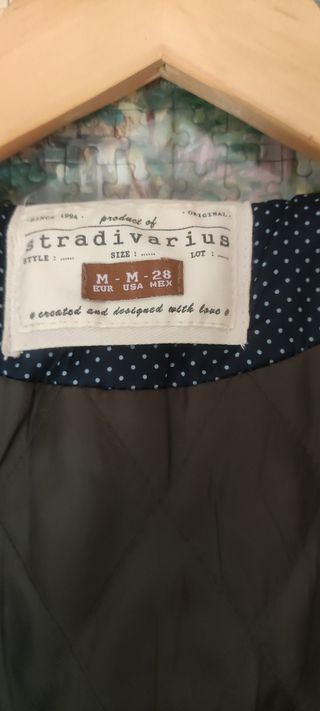 · SINCE 1994 · product of · ORIGINAL ·
stradivarius
STYLE : ...... SIZE : ...... LOT : ......
M - M - 28
EUR USA MEX
created and designed with love